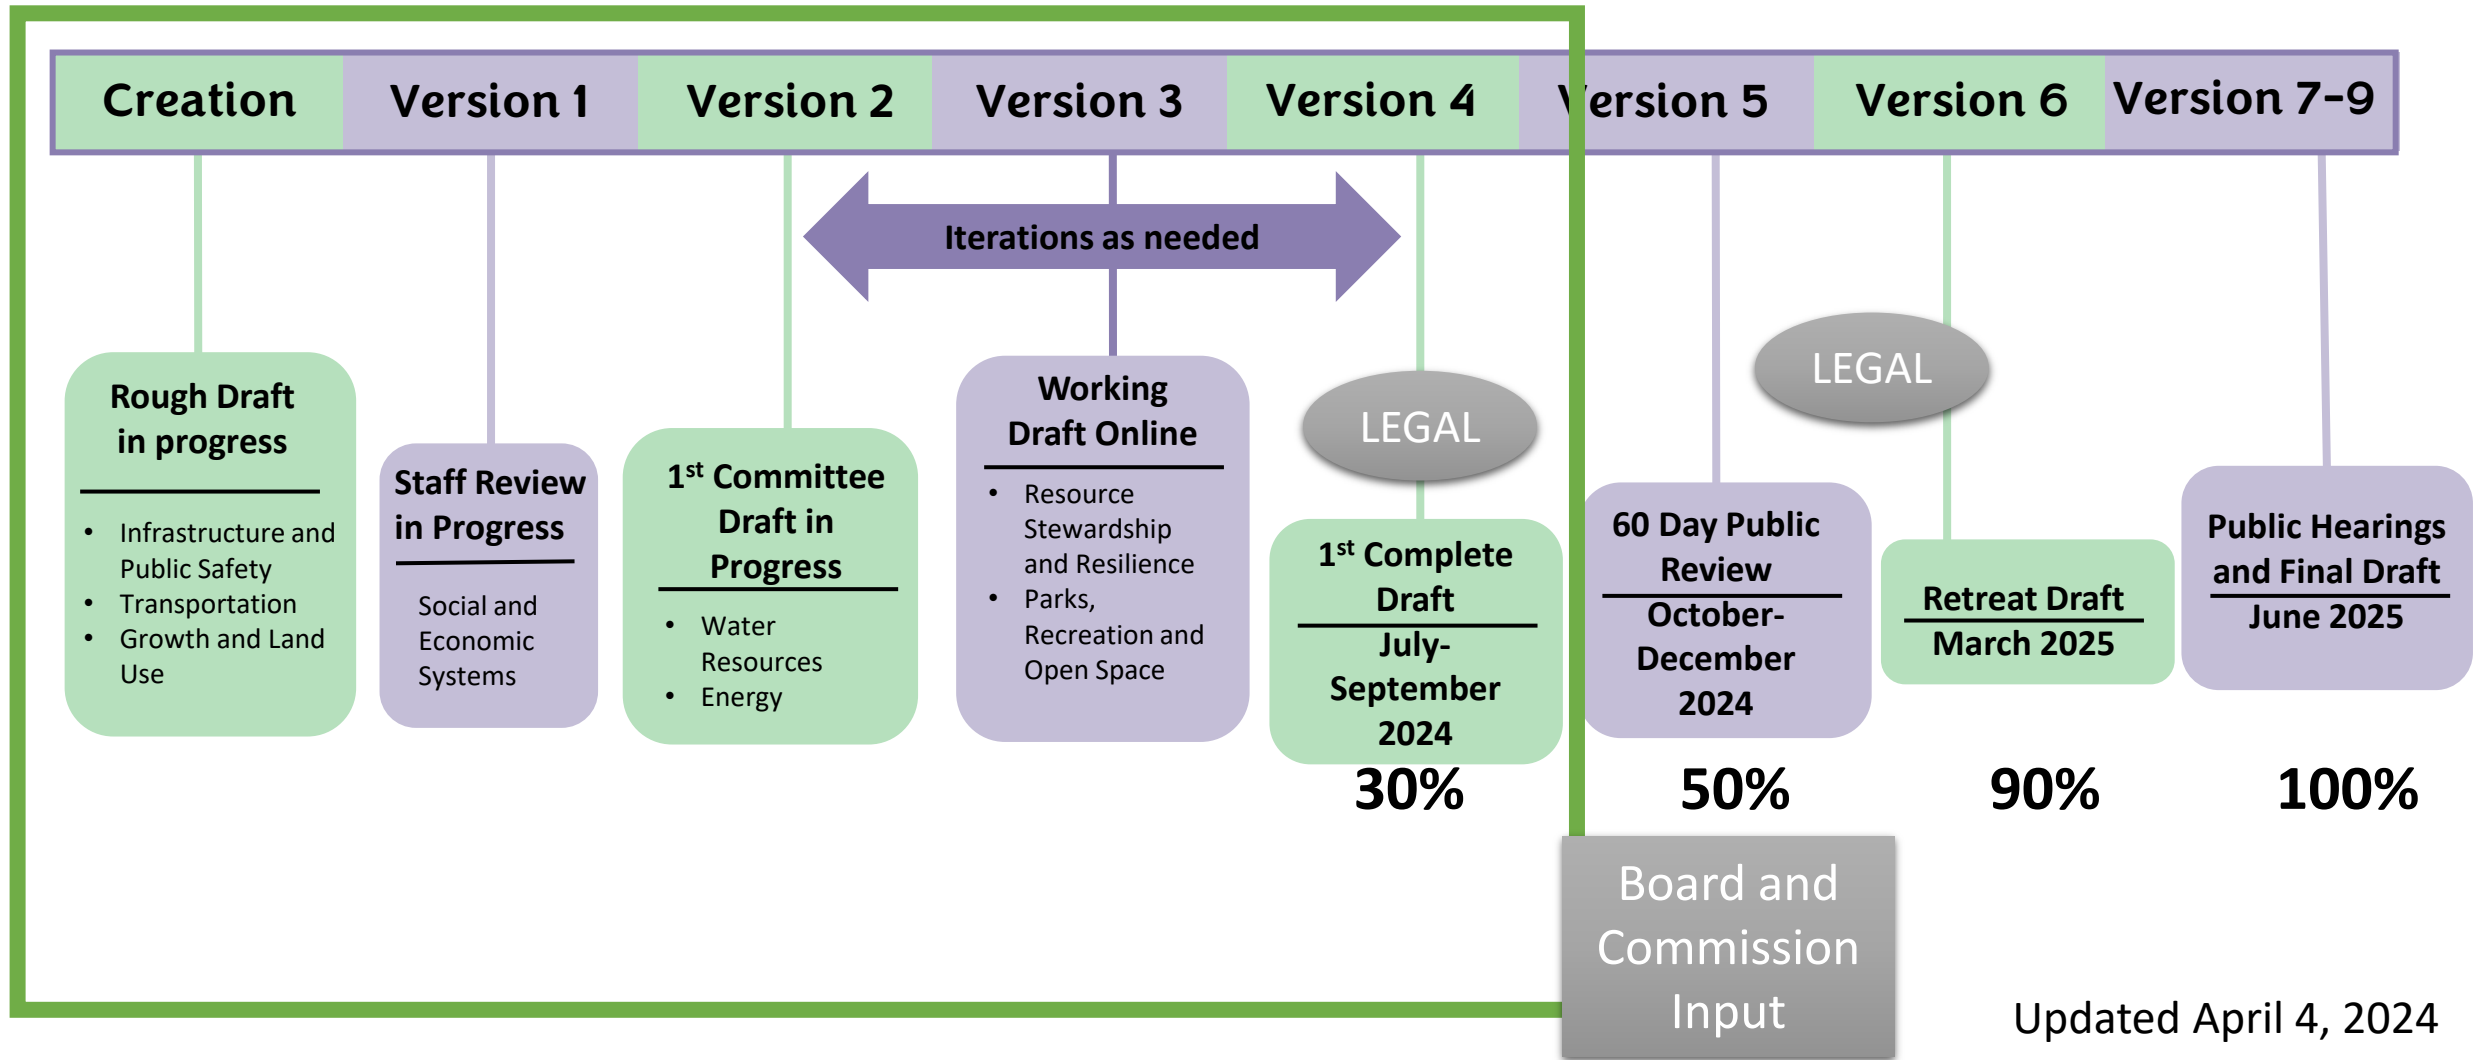 Creation
Version 1
Version 2
Version 3
Version 4
Version 5
Version 6
Version 7-9
Iterations as needed
Rough Draft
in progress
• Infrastructure and
Public Safety
• Transportation
• Growth and Land
Use
Staff Review
in Progress
Social and
Economic
Systems
1st Committee
Draft in
Progress
• Water
Resources
• Energy
Working
Draft Online
• Resource
Stewardship
and Resilience
• Parks,
Recreation and
Open Space
LEGAL
1st Complete
Draft
July-
September
2024
30%
60 Day Public
Review
October-
December
2024
50%
LEGAL
Retreat Draft
March 2025
90%
Public Hearings
and Final Draft
June 2025
100%
Board and
Commission
Input
Updated April 4, 2024